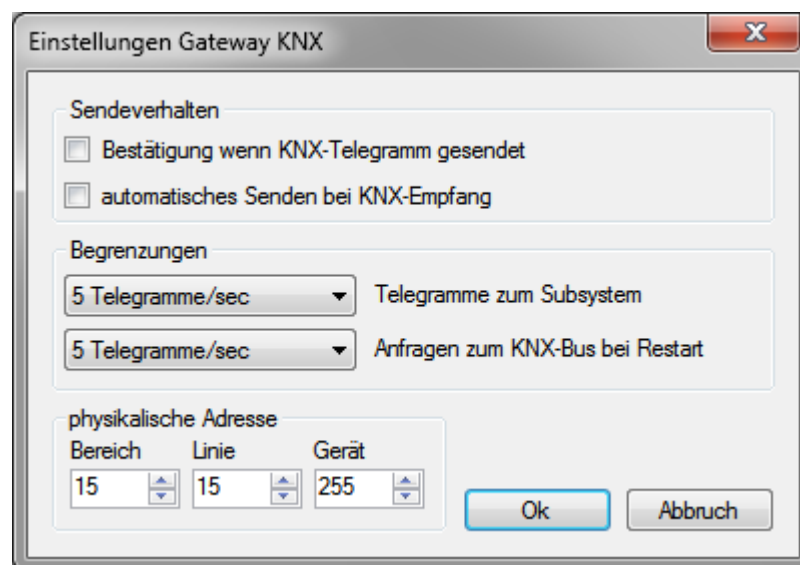 Einstellungen Gateway KNX
Sendeverhalten
Bestätigung wenn KNX-Telegramm gesendet
automatisches Senden bei KNX-Empfang
Begrenzungen
5 Telegramme/sec Telegramme zum Subsystem
5 Telegramme/sec Anfragen zum KNX-Bus bei Restart
physikalische Adresse
Bereich Linie Gerät
15 15 255
Ok Abbruch